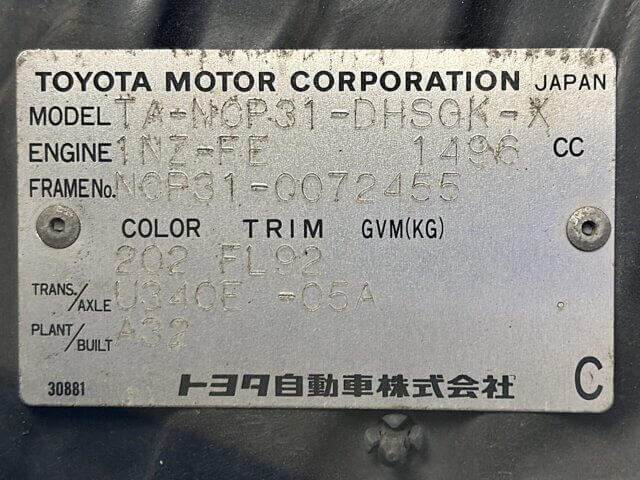 TOYOTA MOTOR CORPORATION JAPAN
MODEL TA-NCP31-DHSGK-X
ENGINE 1NZ-FE 1496 CC
FRAME No. NCP31-0072455
COLOR TRIM GVM(KG)
202 FL92
TRANS./AXLE U340E -05A
PLANT/BUILT A32
30881 トヨタ自動車株式会社 C